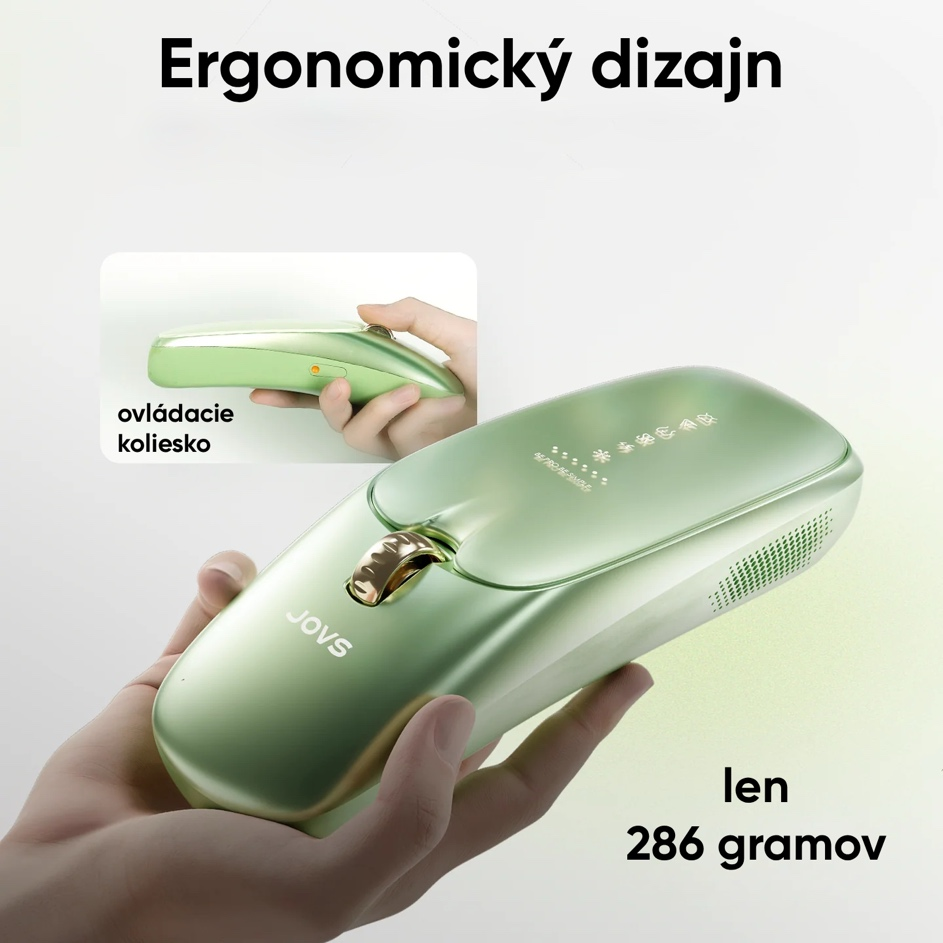 Ergonomický dizajn
ovládacie
koliesko
JOVS
len
286 gramov